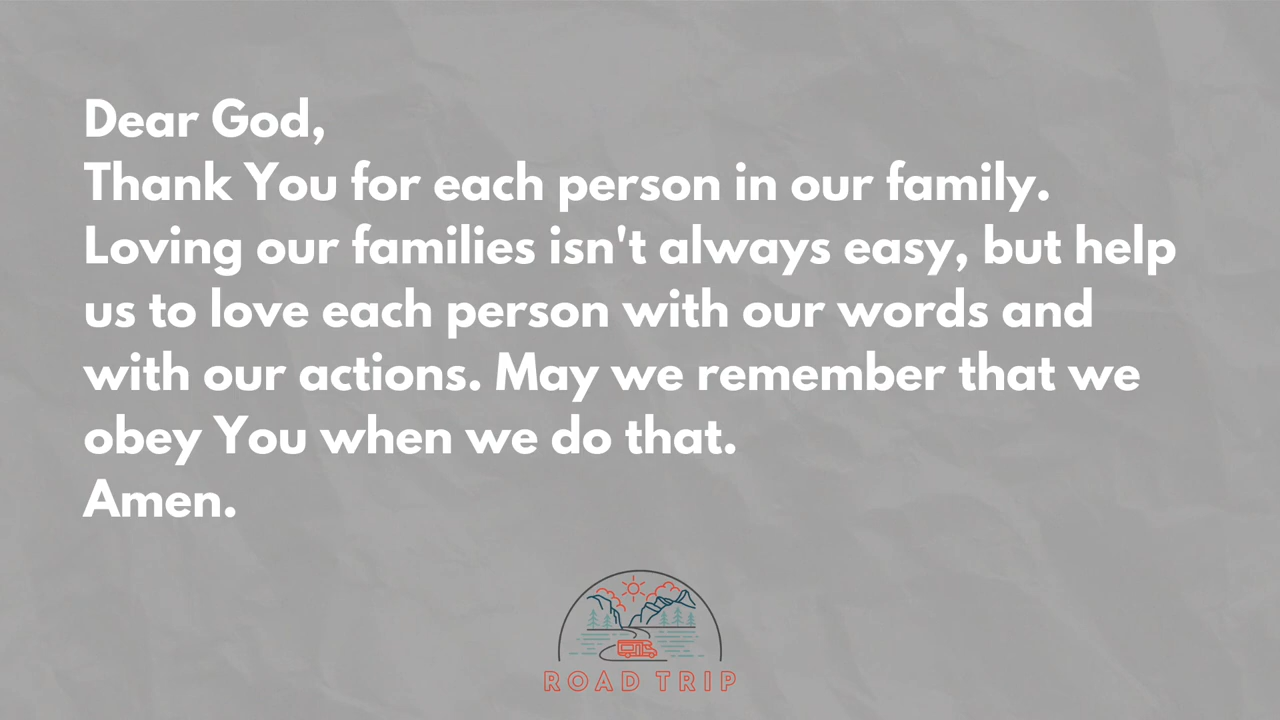 Dear God,
Thank You for each person in our family.
Loving our families isn't always easy, but help
us to love each person with our words and
with our actions. May we remember that we
obey You when we do that.
Amen.
ROAD TRIP